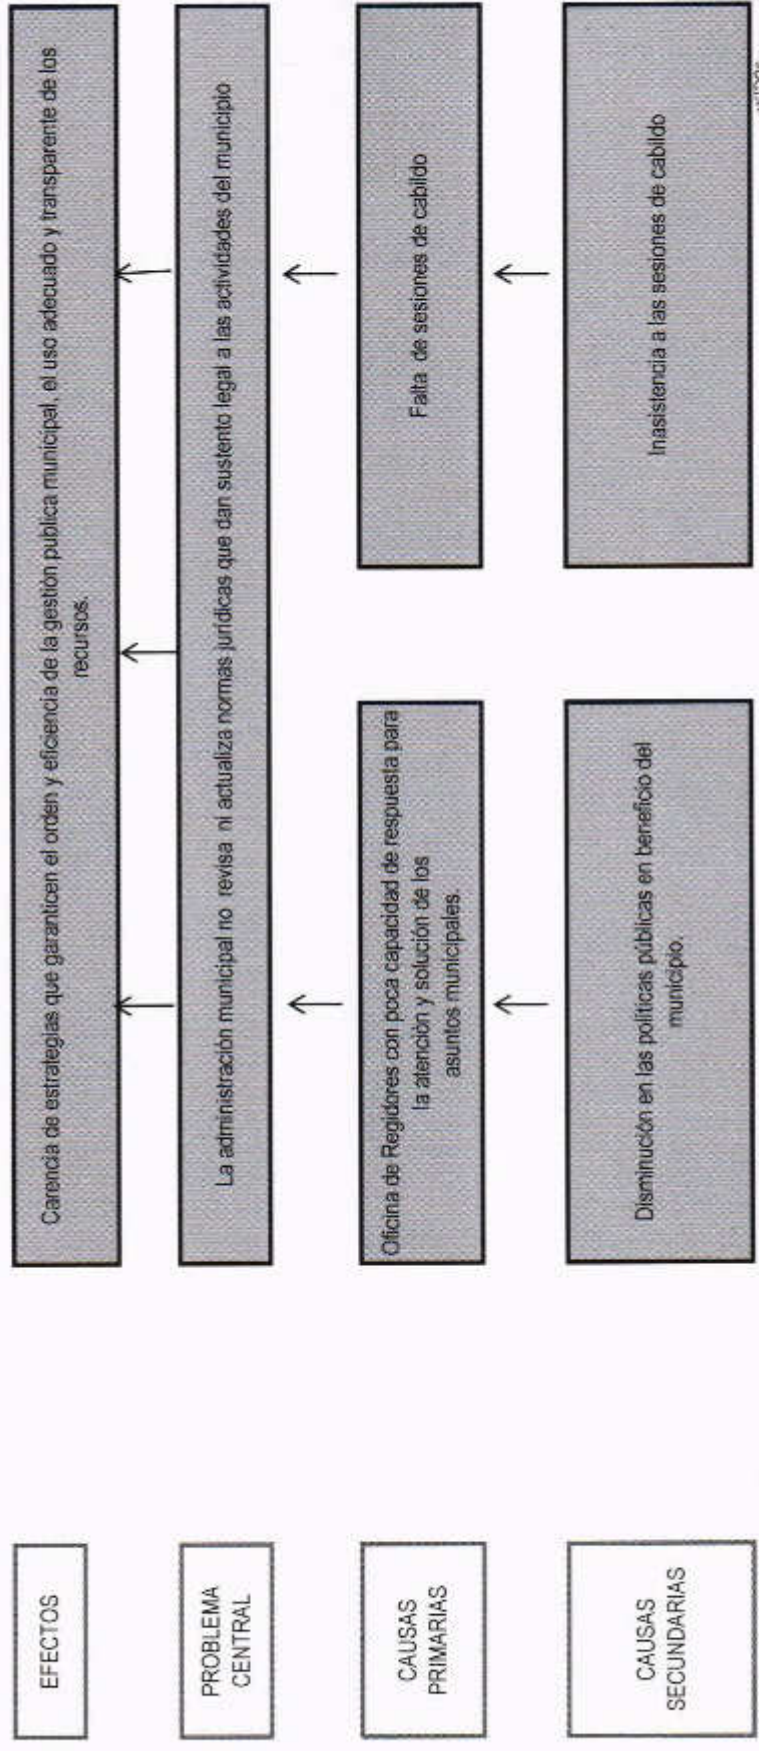 EFECTOS
Carencia de estrategias que garanticen el orden y eficiencia de la gestión publica municipal, el uso adecuado y transparente de los
recursos.
PROBLEMA
CENTRAL
La administración municipal no revisa ni actualiza normas jurídicas que dan sustento legal a las actividades del municipio
CAUSAS
PRIMARIAS
Oficina de Regidores con poca capacidad de respuesta para
la atención y solución de los
asuntos municipales.
Falta de sesiones de cabildo
CAUSAS
SECUNDARIAS
Disminución en las políticas públicas en beneficio del
municipio.
Inasistencia a las sesiones de cabildo